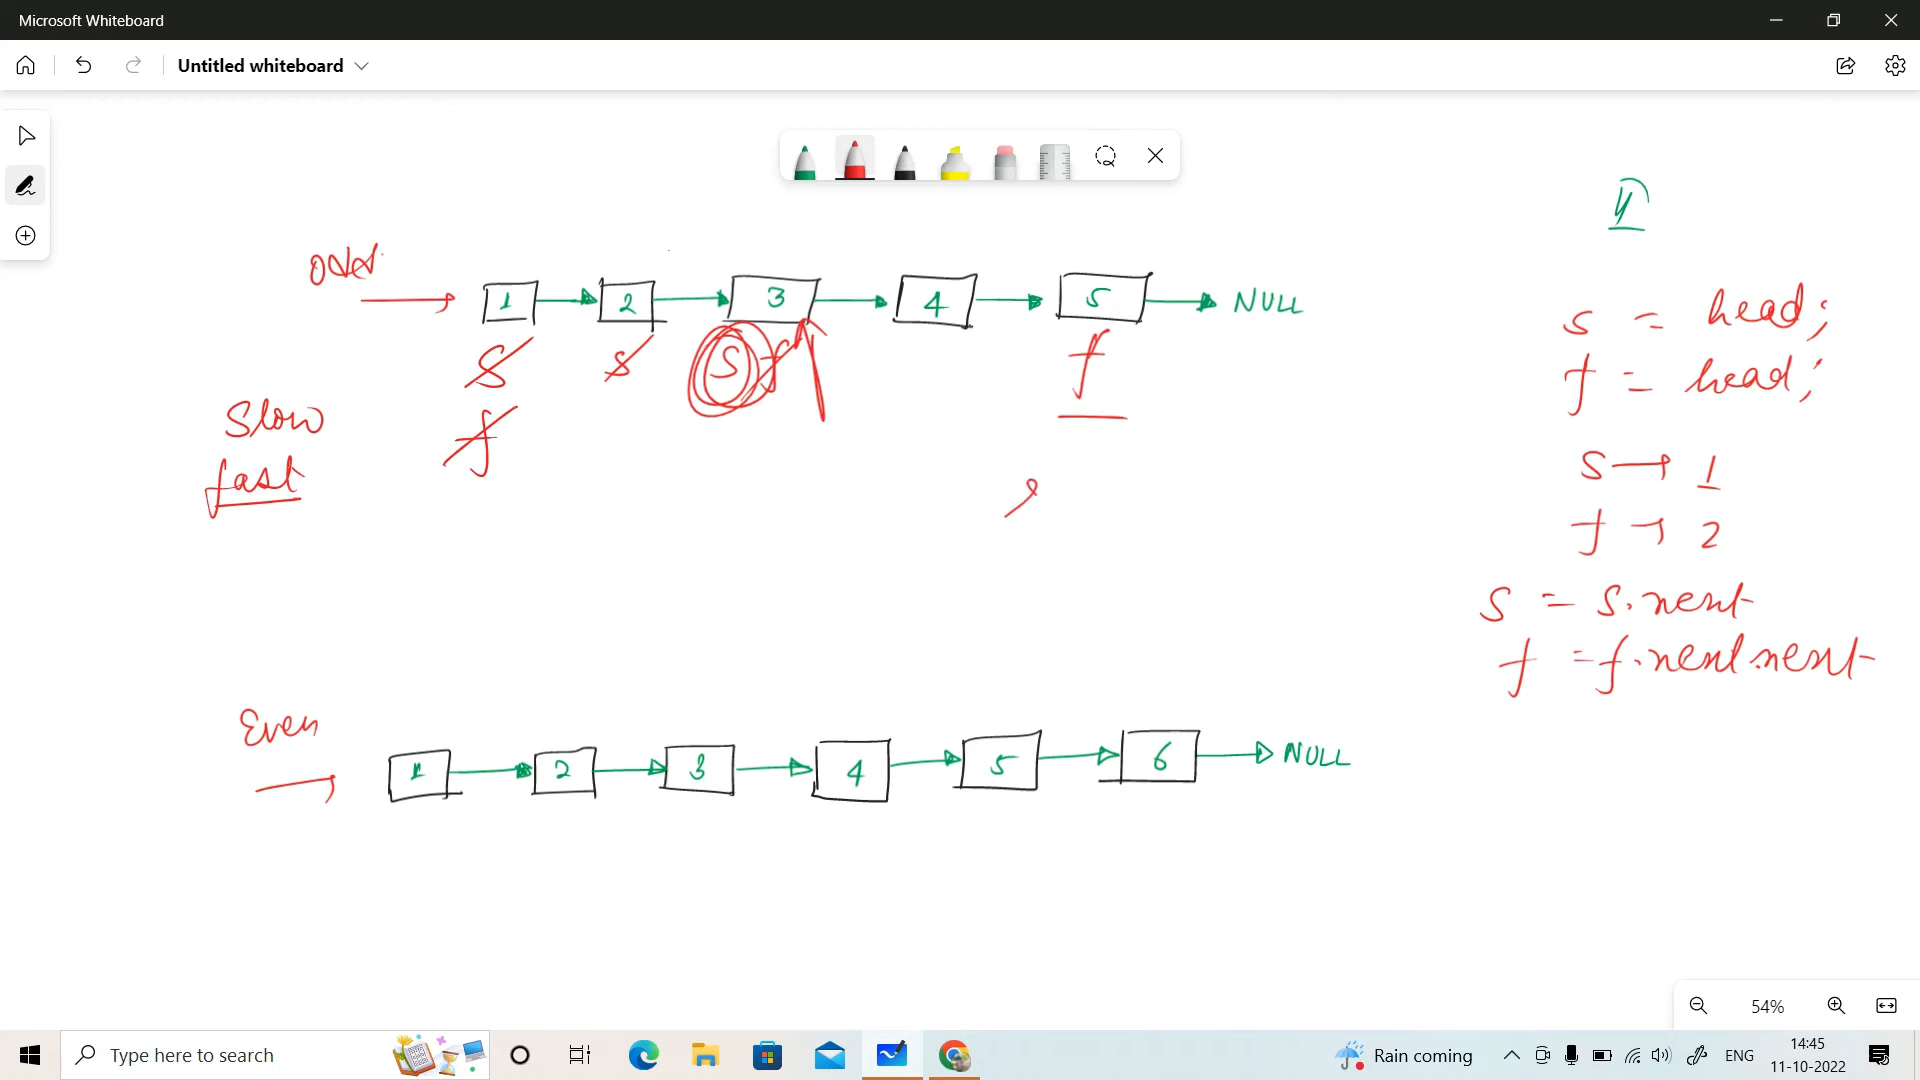 Microsoft Whiteboard
Untitled whiteboard
odd
1 2 3 4 5 NULL
S S S f f
f
Slow
fast
s = head;
f = head;
S → 1
f → 2
S = S.next
f = f.next.next
Even
1 2 3 4 5 6 NULL
54%
Type here to search
Rain coming
ENG
14:45
11-10-2022